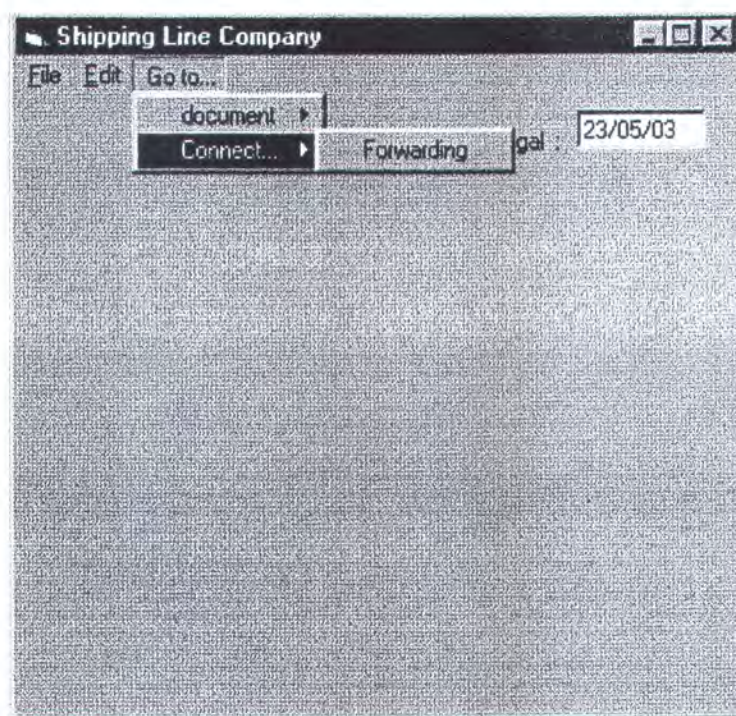 Shipping Line Company
File Edit Go to...
document
Connect... Forwarding
gal : 23/05/03